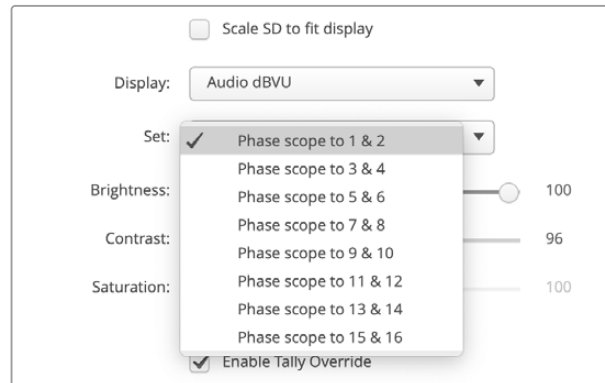 Scale SD to fit display
Display: Audio dBVU
Set:
Phase scope to 1 & 2
Phase scope to 3 & 4
Brightness: Phase scope to 5 & 6 100
Phase scope to 7 & 8
Contrast: Phase scope to 9 & 10 96
Saturation: Phase scope to 11 & 12 100
Phase scope to 13 & 14
Phase scope to 15 & 16
Enable Tally Override